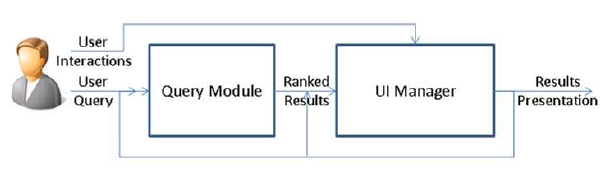 User
Interactions
User
Query
Query Module
Ranked
Results
UI Manager
Results
Presentation